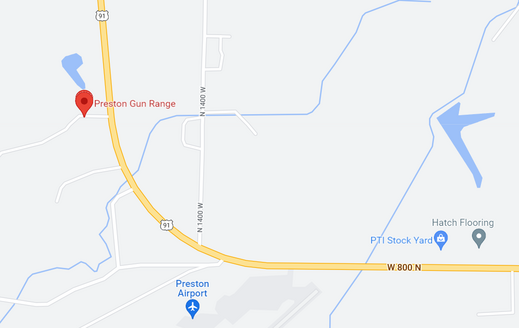 91
N 1400 W
Preston Gun Range
N 1400 W
91
Hatch Flooring
PTI Stock Yard
W 800 N
Preston
Airport